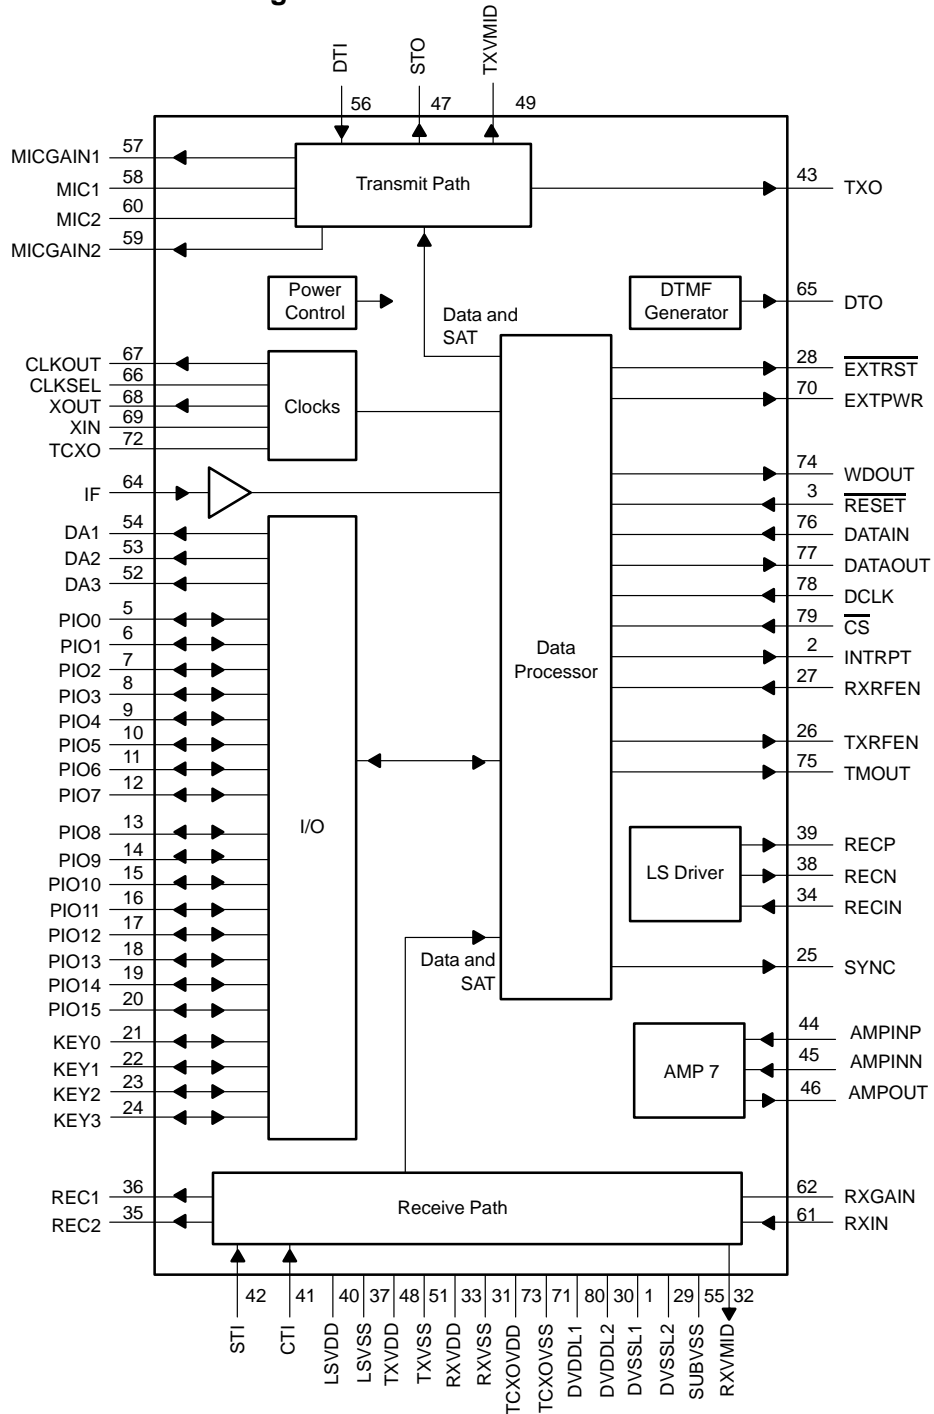 g
DTI
STO
TXVMID
56
47
49
MICGAIN1
57
MIC1
58
MIC2
60
MICGAIN2
59
Transmit Path
43
TXO
Power
Control
Data and
SAT
DTMF
Generator
65
DTO
CLKOUT
67
CLKSEL
66
XOUT
68
XIN
69
TCXO
72
Clocks
28
EXTRST
70
EXTPWR
IF
64
74
WDOUT
3
RESET
76
DATAIN
77
DATAOUT
78
DCLK
79
CS
2
INTRPT
27
RXRFEN
26
TXRFEN
75
TMOUT
DA1
54
DA2
53
DA3
52
PIO0
5
PIO1
6
PIO2
7
PIO3
8
PIO4
9
PIO5
10
PIO6
11
PIO7
12
PIO8
13
PIO9
14
PIO10
15
PIO11
16
PIO12
17
PIO13
18
PIO14
19
PIO15
20
KEY0
21
KEY1
22
KEY2
23
KEY3
24
I/O
Data
Processor
LS Driver
39
RECP
38
RECN
34
RECIN
Data and
SAT
25
SYNC
AMP 7
44
AMPINP
45
AMPINN
46
AMPOUT
REC1
36
REC2
35
Receive Path
62
RXGAIN
61
RXIN
42
41
40
37
48
51
33
31
73
71
80
30
1
29
55
32
STI
CTI
LSVDD
LSVSS
TXVDD
TXVSS
RXVDD
RXVSS
TCXOVDD
TCXOVSS
DVDDL1
DVDDL2
DVSSL1
DVSSL2
SUBVSS
RXVMID